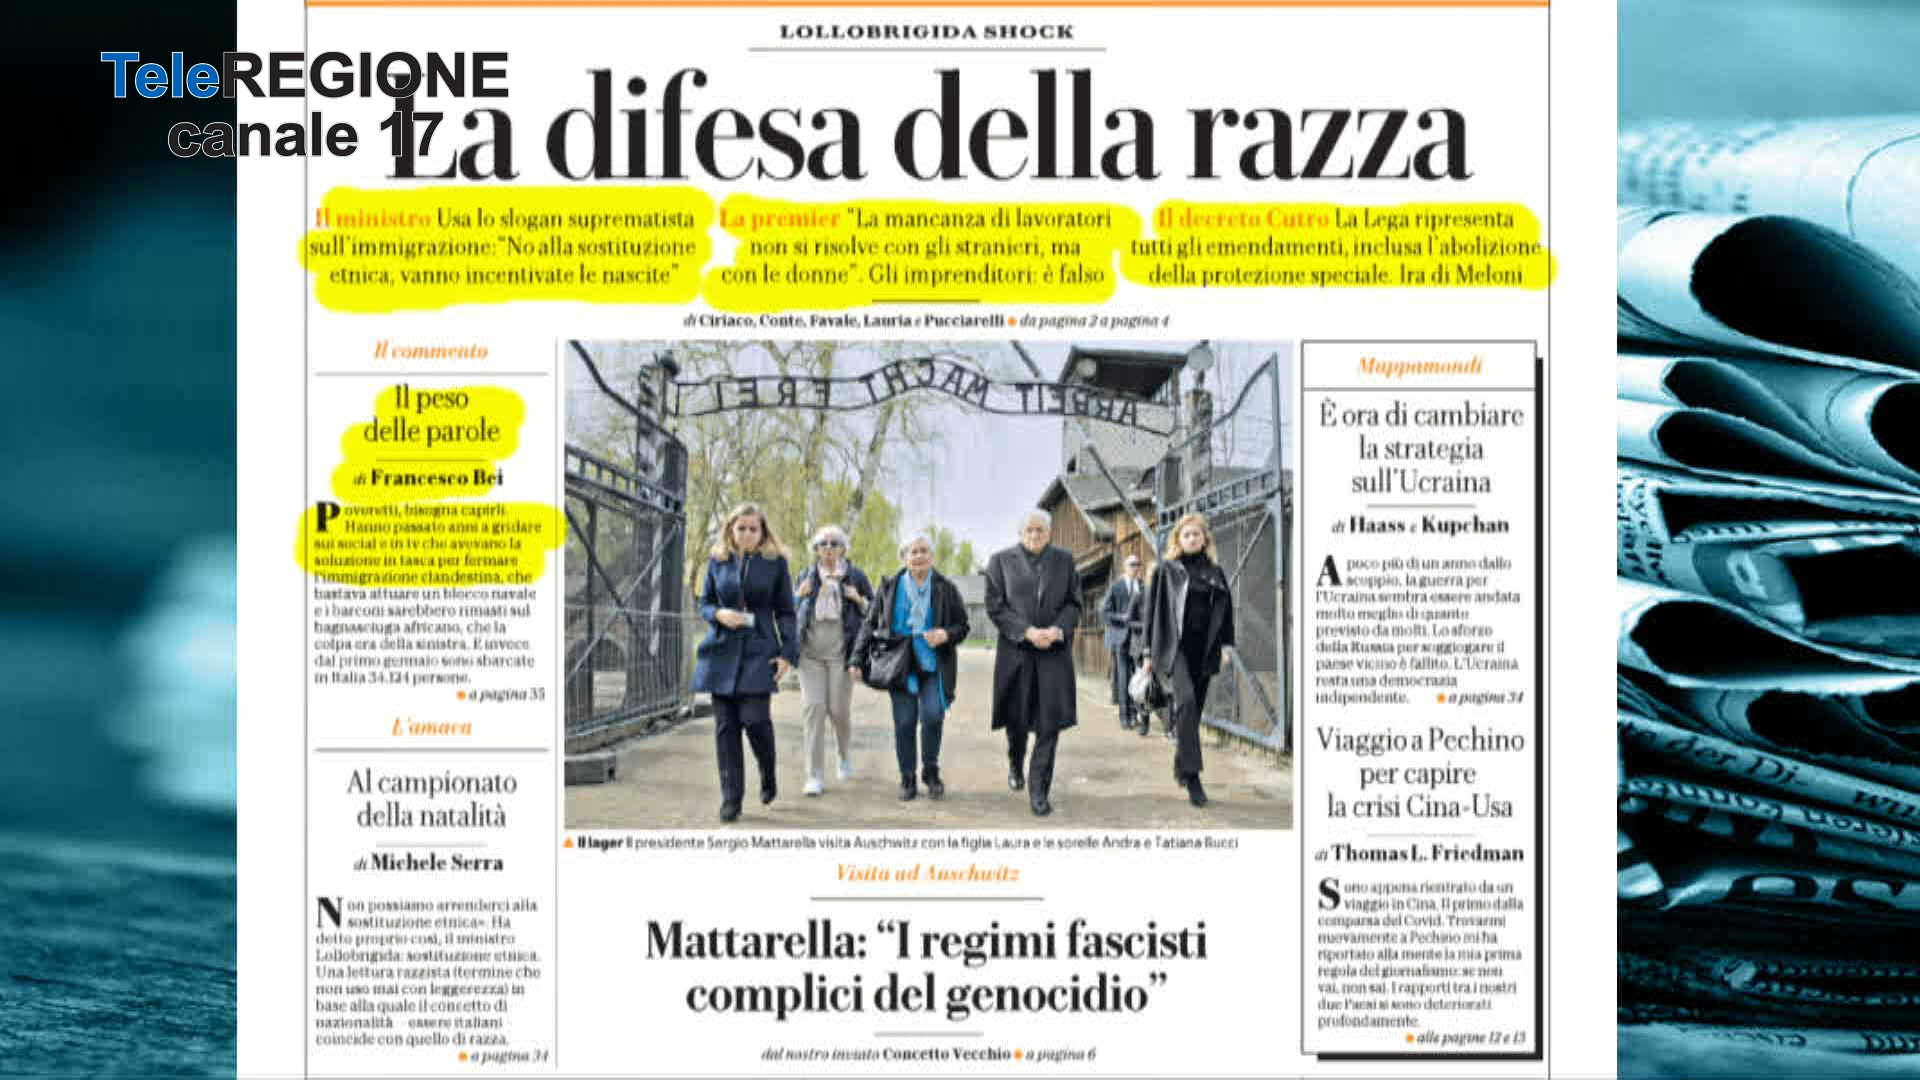 TeleREGIONE
canale 17
LOLLOBRIGIDA SHOCK
La difesa della razza
Il ministro Usa lo slogan suprematista
sull'immigrazione:"No alla sostituzione
etnica, vanno incentivate le nascite"
La premier "La mancanza di lavoratori
non si risolve con gli stranieri, ma
con le donne". Gli imprenditori: è falso
Il decreto Cutro La Lega ripresenta
tutti gli emendamenti, inclusa l'abolizione
della protezione speciale. Ira di Meloni
di Ciriaco, Conte, Favale, Lauria e Pucciarelli ● da pagina 2 a pagina 4
Il commento
Il peso
delle parole
di Francesco Bei
Poveretti, bisogna capirli.
Hanno passato anni a gridare
sui social e in tv che avevano la
soluzione in tasca per fermare
l'immigrazione clandestina, che
bastava attuare un blocco navale
e i barconi sarebbero rimasti sul
bagnasciuga africano, che la
colpa era della sinistra. E invece
dal primo gennaio sono sbarcate
in Italia 34.124 persone.
● a pagina 35
L'amaca
Al campionato
della natalità
di Michele Serra
Non possiamo arrenderci alla
sostituzione etnica». Ha
detto proprio così, il ministro
Lollobrigida: sostituzione etnica.
Una lettura razzista (termine che
non uso mai con leggerezza) in
base alla quale il concetto di
nazionalità – essere italiani –
coincide con quello di razza,
● a pagina 34
ARBEIT MACHT FREI
▲ Il lager Il presidente Sergio Mattarella visita Auschwitz con la figlia Laura e le sorelle Andra e Tatiana Bucci
Visita ad Auschwitz
Mattarella: "I regimi fascisti
complici del genocidio"
dal nostro inviato Concetto Vecchio ● a pagina 6
Mappamondi
È ora di cambiare
la strategia
sull'Ucraina
di Haass e Kupchan
A poco più di un anno dallo
scoppio, la guerra per
l'Ucraina sembra essere andata
molto meglio di quanto
previsto da molti. Lo sforzo
della Russia per soggiogare il
paese vicino è fallito. L'Ucraina
resta una democrazia
indipendente. ● a pagina 34
Viaggio a Pechino
per capire
la crisi Cina-Usa
di Thomas L. Friedman
Sono appena rientrato da un
viaggio in Cina, il primo dalla
comparsa del Covid. Trovarmi
nuovamente a Pechino mi ha
riportato alla mente la mia prima
regola del giornalismo: se non
vai, non sai. I rapporti tra i nostri
due Paesi si sono deteriorati
profondamente.
● alle pagine 12 e 13